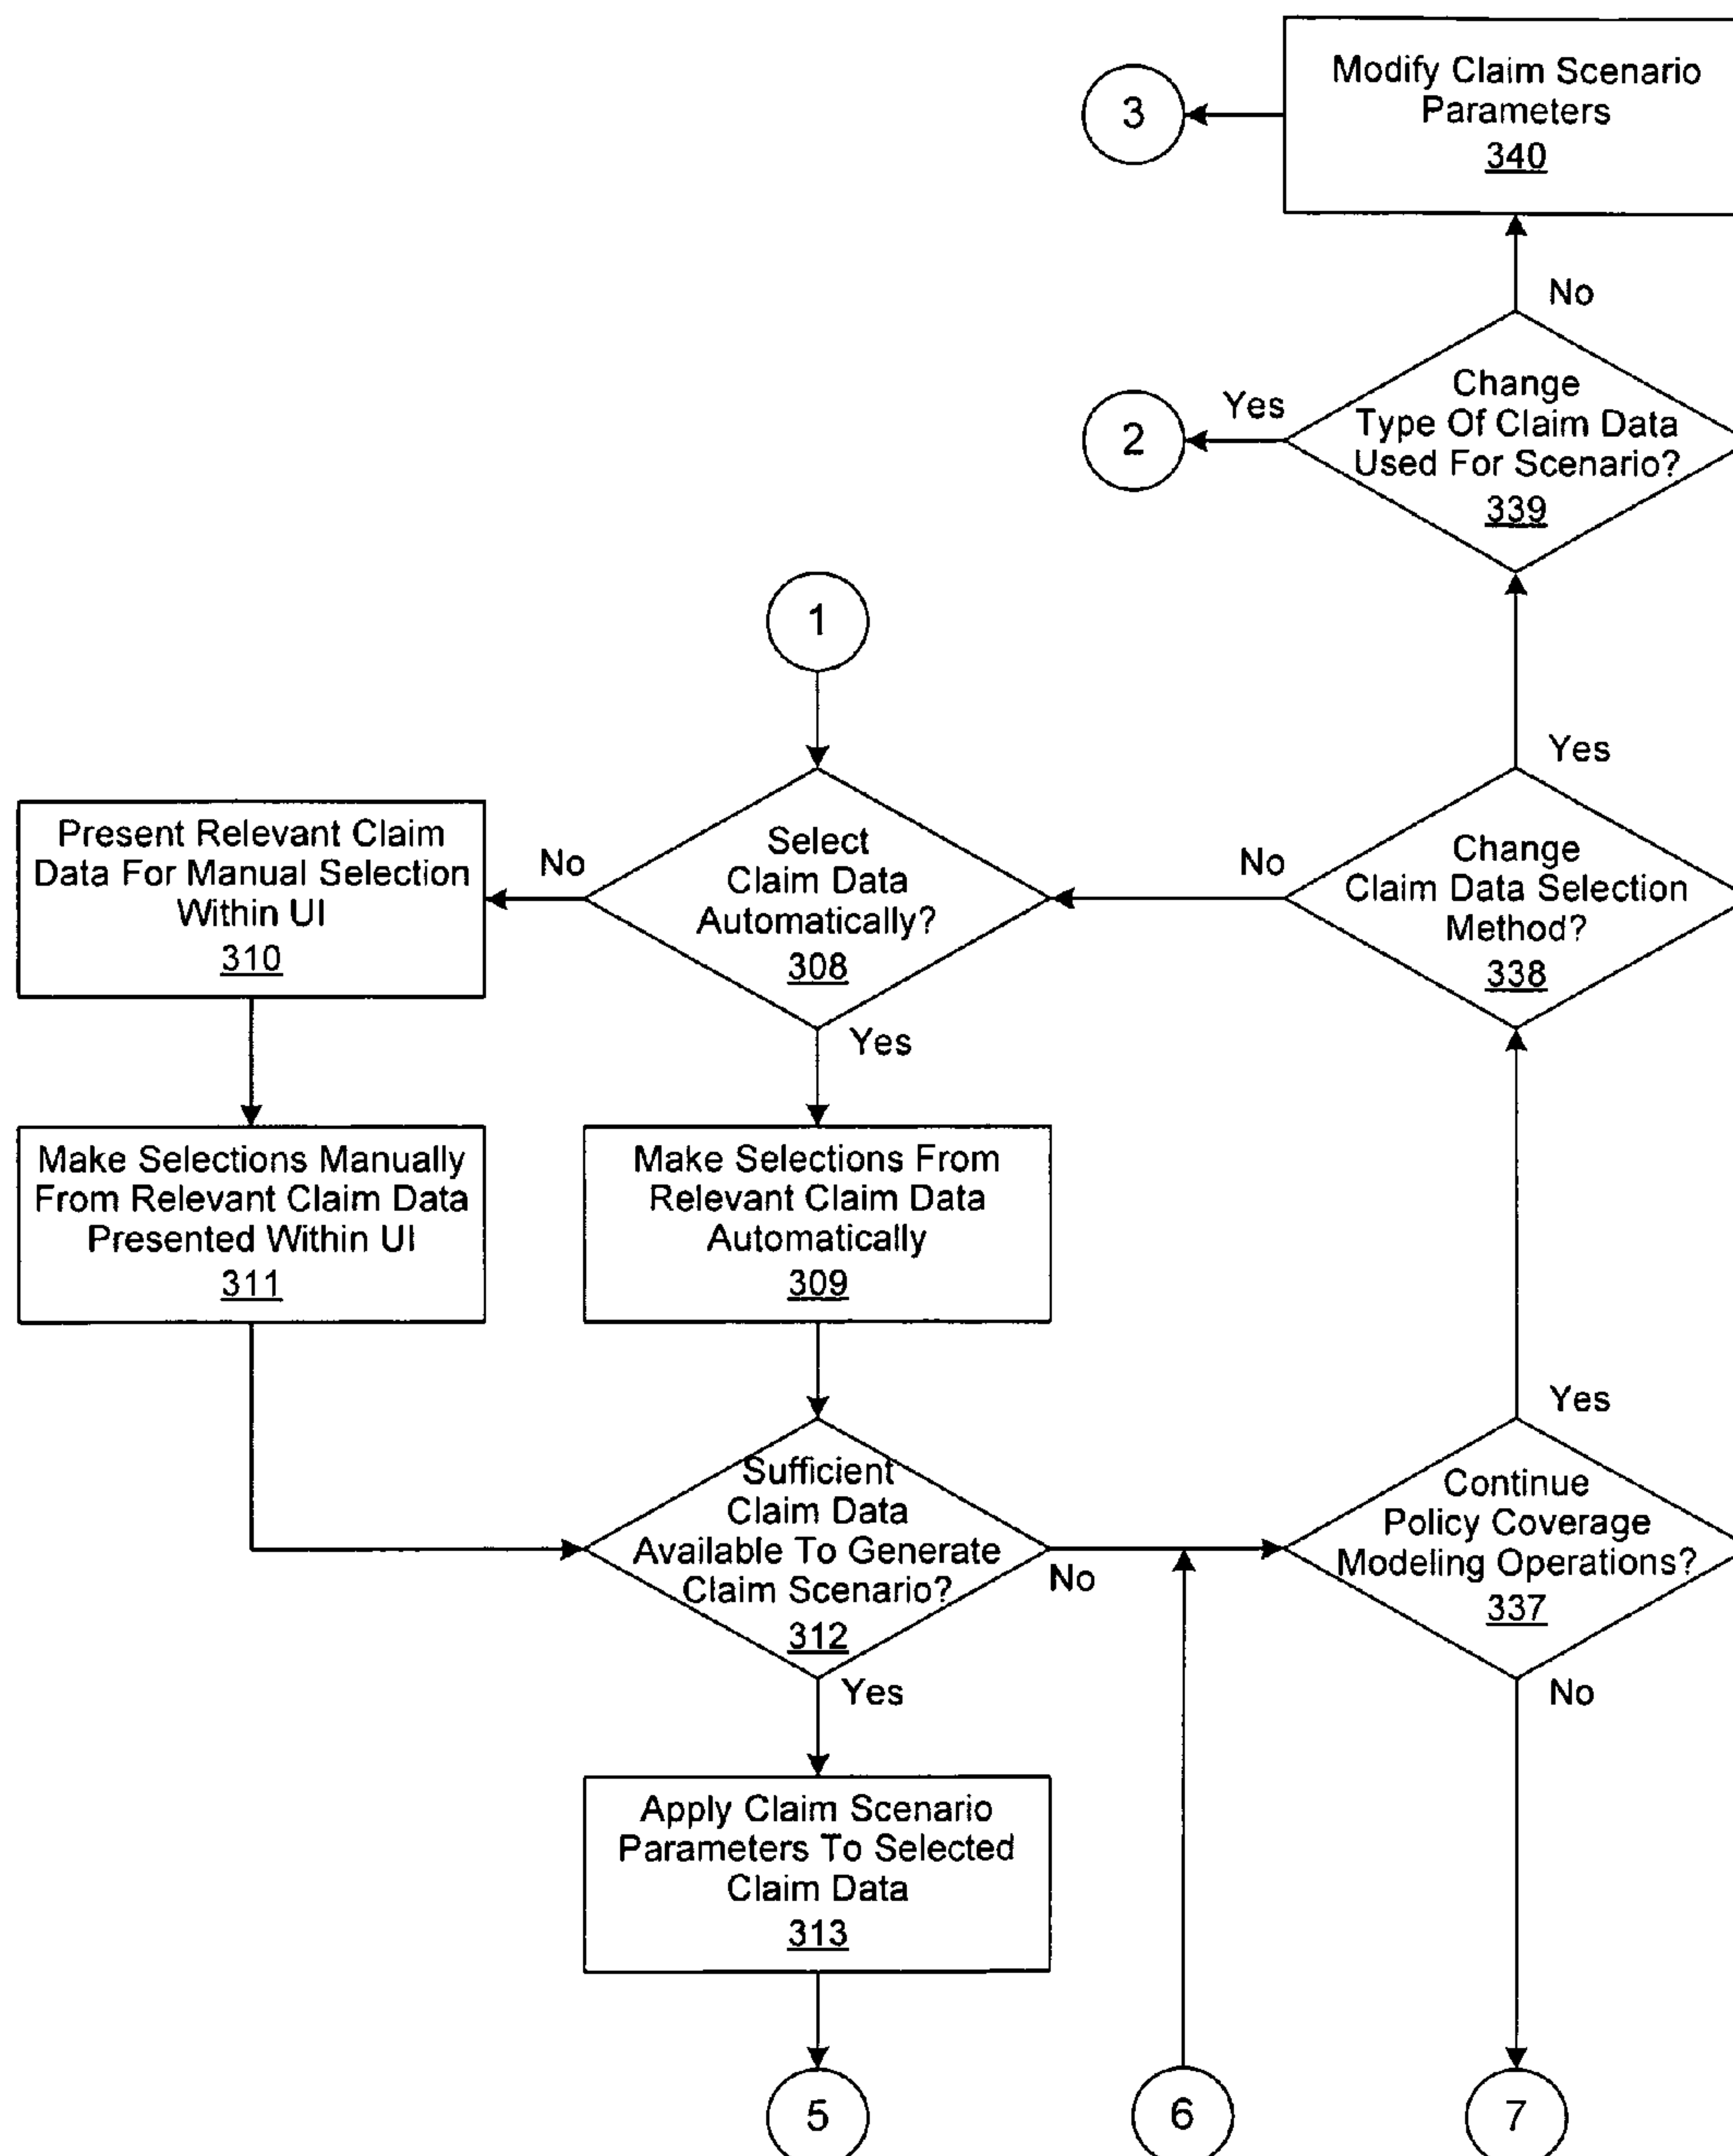 Modify Claim Scenario
Parameters
340
3
No
Change
Type Of Claim Data
Used For Scenario?
339
Yes
2
1
Yes
Present Relevant Claim
Data For Manual Selection
Within UI
310
No
Select
Claim Data
Automatically?
308
No
Change
Claim Data Selection
Method?
338
Yes
Make Selections Manually
From Relevant Claim Data
Presented Within UI
311
Make Selections From
Relevant Claim Data
Automatically
309
Yes
Sufficient
Claim Data
Available To Generate
Claim Scenario?
312
No
Continue
Policy Coverage
Modeling Operations?
337
Yes
No
Apply Claim Scenario
Parameters To Selected
Claim Data
313
5
6
7